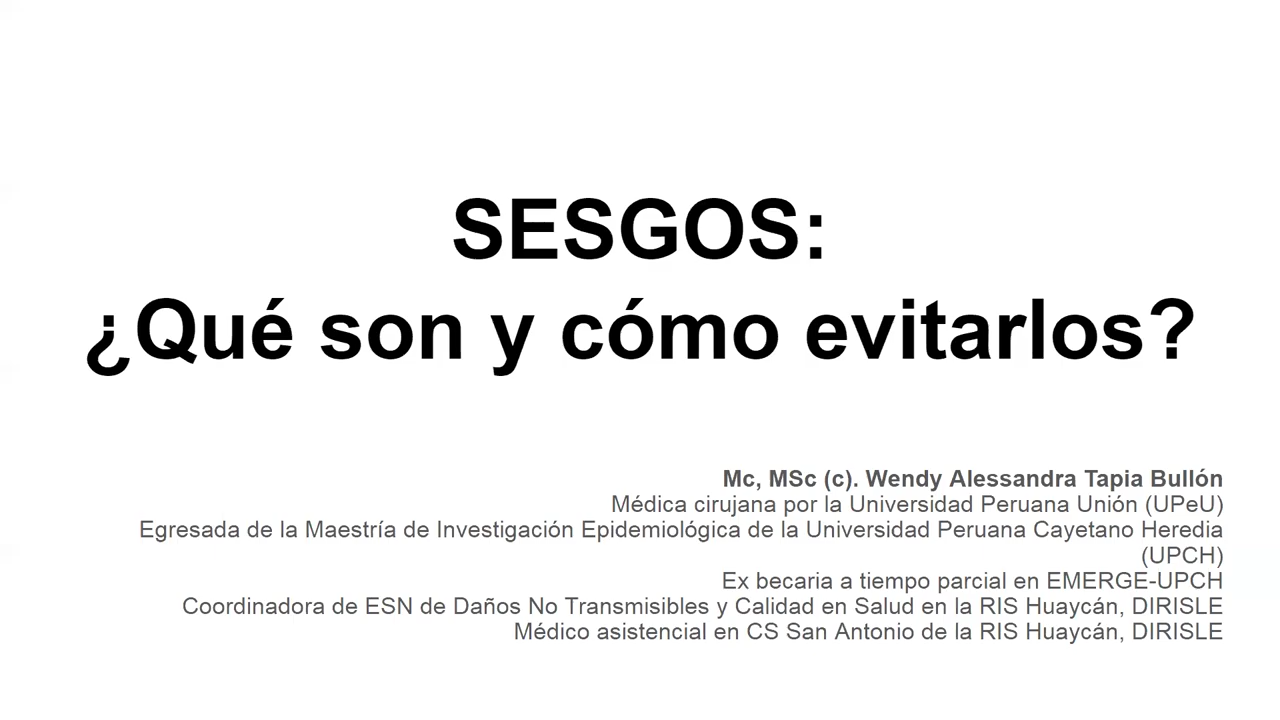 SESGOS:
¿Qué son y cómo evitarlos?
Mc, MSc (c). Wendy Alessandra Tapia Bullón
Médica cirujana por la Universidad Peruana Unión (UPeU)
Egresada de la Maestría de Investigación Epidemiológica de la Universidad Peruana Cayetano Heredia
(UPCH)
Ex becaria a tiempo parcial en EMERGE-UPCH
Coordinadora de ESN de Daños No Transmisibles y Calidad en Salud en la RIS Huaycán, DIRISLE
Médico asistencial en CS San Antonio de la RIS Huaycán, DIRISLE